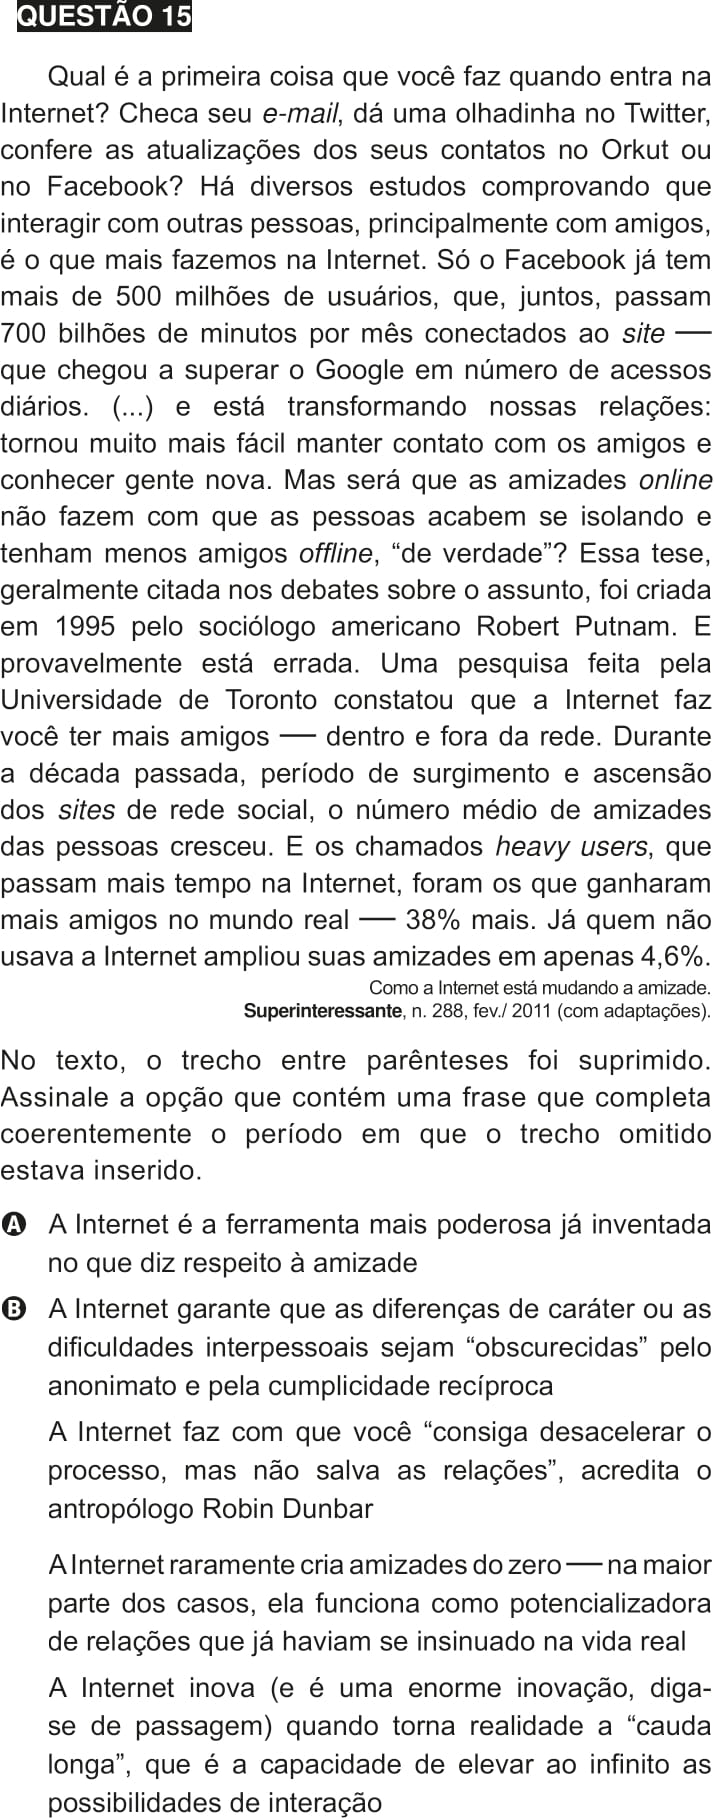 QUESTÃO 15
Qual é a primeira coisa que você faz quando entra na
Internet? Checa seu e-mail, dá uma olhadinha no Twitter,
confere as atualizações dos seus contatos no Orkut ou
no Facebook? Há diversos estudos comprovando que
interagir com outras pessoas, principalmente com amigos,
é o que mais fazemos na Internet. Só o Facebook já tem
mais de 500 milhões de usuários, que, juntos, passam
700 bilhões de minutos por mês conectados ao site —
que chegou a superar o Google em número de acessos
diários. (...) e está transformando nossas relações:
tornou muito mais fácil manter contato com os amigos e
conhecer gente nova. Mas será que as amizades online
não fazem com que as pessoas acabem se isolando e
tenham menos amigos offline, “de verdade”? Essa tese,
geralmente citada nos debates sobre o assunto, foi criada
em 1995 pelo sociólogo americano Robert Putnam. E
provavelmente está errada. Uma pesquisa feita pela
Universidade de Toronto constatou que a Internet faz
você ter mais amigos — dentro e fora da rede. Durante
a década passada, período de surgimento e ascensão
dos sites de rede social, o número médio de amizades
das pessoas cresceu. E os chamados heavy users, que
passam mais tempo na Internet, foram os que ganharam
mais amigos no mundo real — 38% mais. Já quem não
usava a Internet ampliou suas amizades em apenas 4,6%.
Como a Internet está mudando a amizade.
Superinteressante, n. 288, fev./ 2011 (com adaptações).
No texto, o trecho entre parênteses foi suprimido.
Assinale a opção que contém uma frase que completa
coerentemente o período em que o trecho omitido
estava inserido.
A A Internet é a ferramenta mais poderosa já inventada
no que diz respeito à amizade
B A Internet garante que as diferenças de caráter ou as
dificuldades interpessoais sejam “obscurecidas” pelo
anonimato e pela cumplicidade recíproca
A Internet faz com que você “consiga desacelerar o
processo, mas não salva as relações”, acredita o
antropólogo Robin Dunbar
A Internet raramente cria amizades do zero — na maior
parte dos casos, ela funciona como potencializadora
de relações que já haviam se insinuado na vida real
A Internet inova (e é uma enorme inovação, diga-
se de passagem) quando torna realidade a “cauda
longa”, que é a capacidade de elevar ao infinito as
possibilidades de interação